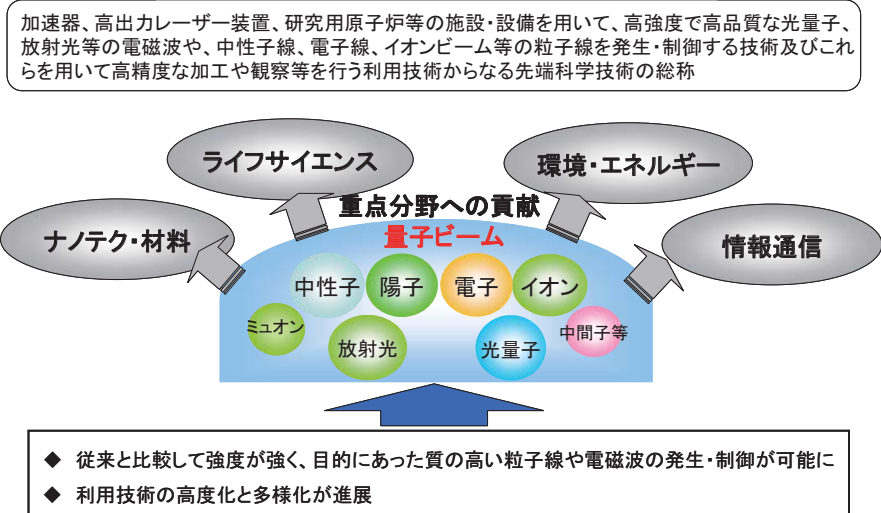 加速器、高出力レーザー装置、研究用原子炉等の施設・設備を用いて、高強度で高品質な光量子、
放射光等の電磁波や、中性子線、電子線、イオンビーム等の粒子線を発生・制御する技術及びこれ
らを用いて高精度な加工や観察等を行う利用技術からなる先端科学技術の総称
ライフサイエンス
環境・エネルギー
重点分野への貢献
ナノテク・材料
量子ビーム
情報通信
中性子
陽子
電子
イオン
ミュオン
放射光
光量子
中間子等
◆ 従来と比較して強度が強く、目的にあった質の高い粒子線や電磁波の発生・制御が可能に
◆ 利用技術の高度化と多様化が進展